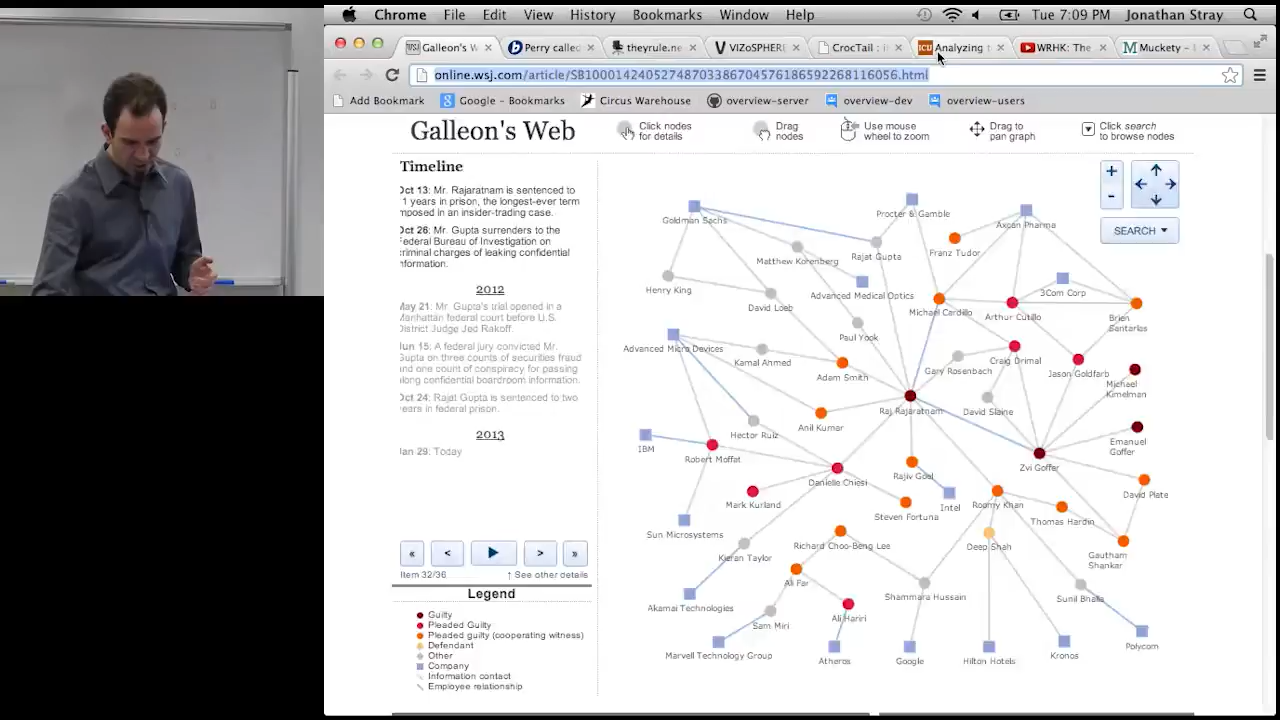 Chrome File Edit View History Bookmarks Window Help Tue 7:09 PM Jonathan Stray
Galleon's W Perry called theyrule.ne VIZoSPHERE CrocTail : i Analyzing t WRHK: The Muckety –
online.wsj.com/article/SB10001424052748703386704576186592268116056.html
Add Bookmark Google - Bookmarks Circus Warehouse overview-server overview-dev overview-users
Galleon's Web
Click nodes
for details
Drag
nodes
Use mouse
wheel to zoom
Drag to
pan graph
Click search
to browse nodes
Timeline
Oct 13: Mr. Rajaratnam is sentenced to
1 years in prison, the longest-ever term
mposed in an insider-trading case.
Oct 26: Mr. Gupta surrenders to the
Federal Bureau of Investigation on
criminal charges of leaking confidential
nformation.
2012
May 21: Mr. Gupta's trial opened in a
Manhattan federal court before U.S.
District Judge Jed Rakoff.
Jun 15: A federal jury convicted Mr.
Gupta on three counts of securities fraud
and one count of conspiracy for passing
along confidential boardroom information.
Oct 24: Rajat Gupta is sentenced to two
years in federal prison.
2013
Jan 29: Today
« < > »
Item 32/36 ↑ See other details
Legend
Guilty
Pleaded Guilty
Pleaded guilty (cooperating witness)
Defendant
Other
Company
Information contact
Employee relationship
+
-
SEARCH
Goldman Sachs
Procter & Gamble
Axcan Pharma
Matthew Korenberg
Rajat Gupta
Franz Tudor
Henry King
Advanced Medical Optics
3Com Corp
David Loeb
Michael Cardillo
Arthur Cutillo
Brien
Santarlas
Paul Yook
Advanced Micro Devices
Kamal Ahmed
Adam Smith
Gary Rosenbach
Craig Drimal
Jason Goldfarb
Michael
Kimelman
Raj Rajaratnam
David Slaine
Anil Kumar
Hector Ruiz
IBM
Robert Moffat
Emanuel
Goffer
Zvi Goffer
Danielle Chiesi
Rajiv Goel
David Plate
Mark Kurland
Steven Fortuna
Intel
Roomy Khan
Thomas Hardin
Sun Microsystems
Richard Choo-Beng Lee
Deep Shah
Gautham
Shankar
Kieran Taylor
Ali Far
Shammara Hussain
Sunil Bhalla
Akamai Technologies
Sam Miri
Ali Hariri
Marvell Technology Group
Atheros
Google
Hilton Hotels
Kronos
Polycom